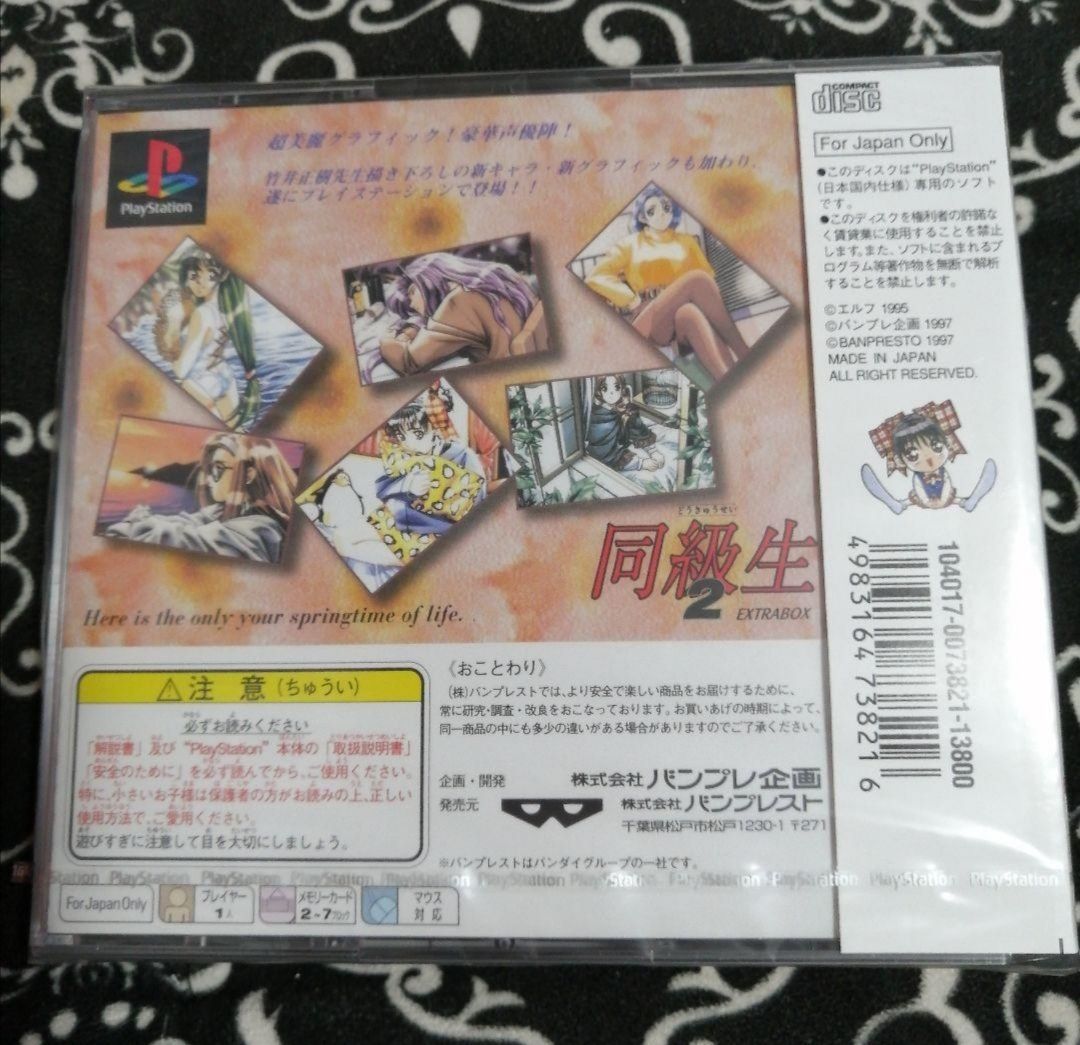 PlayStation
超美麗グラフィック!豪華声優陣!
竹井正樹先生描き下ろしの新キャラ・新グラフィックも加わり、
遂にプレイステーションで登場!!
どうきゅうせい
同級生
2
EXTRABOX
Here is the only your springtime of life.
⚠注 意(ちゅうい)
必ずお読みください
「解説書」及び“PlayStation”本体の「取扱説明書」
「安全のために」を必ず読んでから、ご使用ください。
特に、小さいお子様は保護者の方がお読みの上、正しい
使用方法で、ご愛用ください。
遊びすぎに注意して目を大切にしましょう。
《おことわり》
(株)バンプレストでは、より安全で楽しい商品をお届けするために、
常に研究・調査・改良をおこなっております。お買いあげの時期によって、
同一商品の中にも多少の違いがある場合がありますのでご了承ください。
企画・開発 株式会社 バンプレ企画
発売元 株式会社 バンプレスト
千葉県松戸市松戸1230-1 〒271
※バンプレストはバンダイグループの一社です。
PlayStation PlayStation PlayStation PlayStation PlayStation PlayStation PlayStation PlayStation PlayStation
For Japan Only
プレイヤー
1人
メモリーカード
2~7ブロック
マウス
対応
COMPACT
disc
For Japan Only
●このディスクは“PlayStation”
(日本国内仕様)専用のソフト
です。
●このディスクを権利者の許諾な
く賃貸業に使用することを禁止
します。また、ソフトに含まれるプ
ログラム等著作物を無断で解析
することを禁止します。
©エルフ 1995
©バンプレ企画 1997
©BANPRESTO 1997
MADE IN JAPAN
ALL RIGHT RESERVED.
104017-0073821-13800
4983164738216